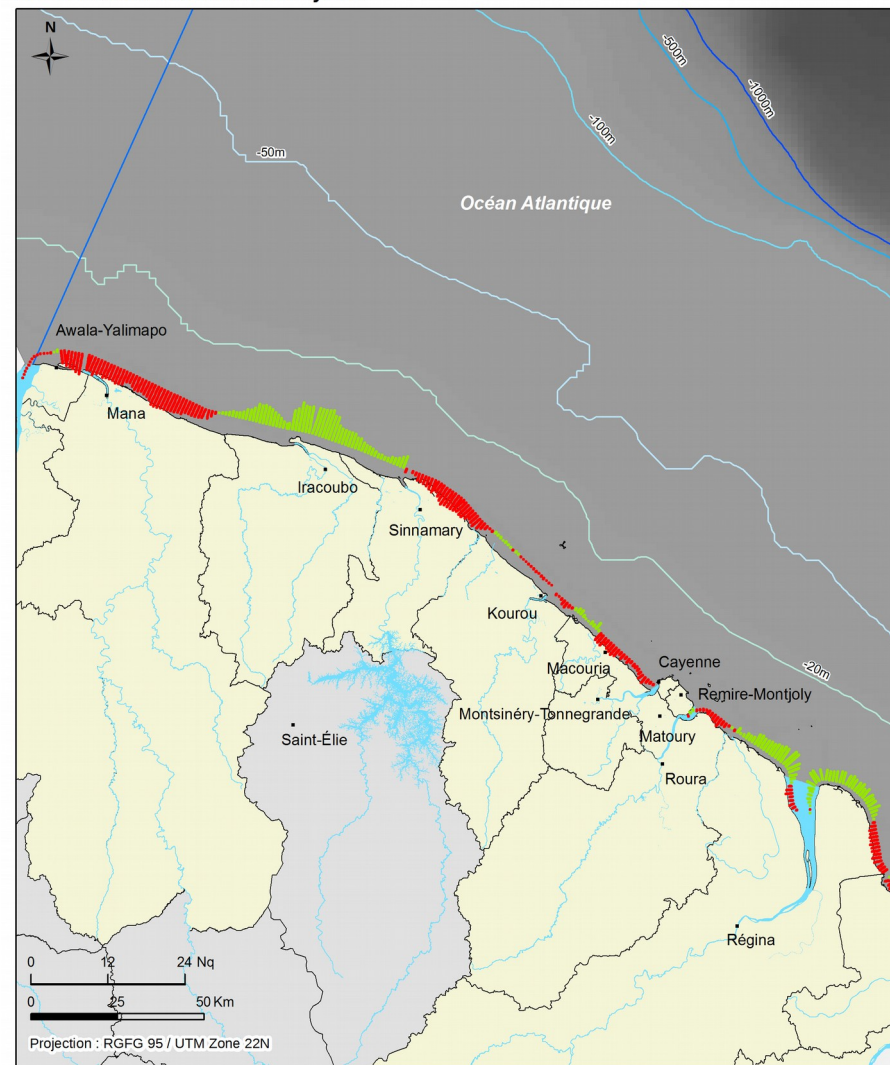 N
-500m
-1000m
-100m
-50m
Océan Atlantique
Awala-Yalimapo
Mana
Iracoubo
Sinnamary
Kourou
-20m
Macouria
Cayenne
Remire-Montjoly
Montsinéry-Tonnegrande
Matoury
Saint-Élie
Roura
Régina
0 12 24 Nq
0 25 50 Km
Projection : RGFG 95 / UTM Zone 22N